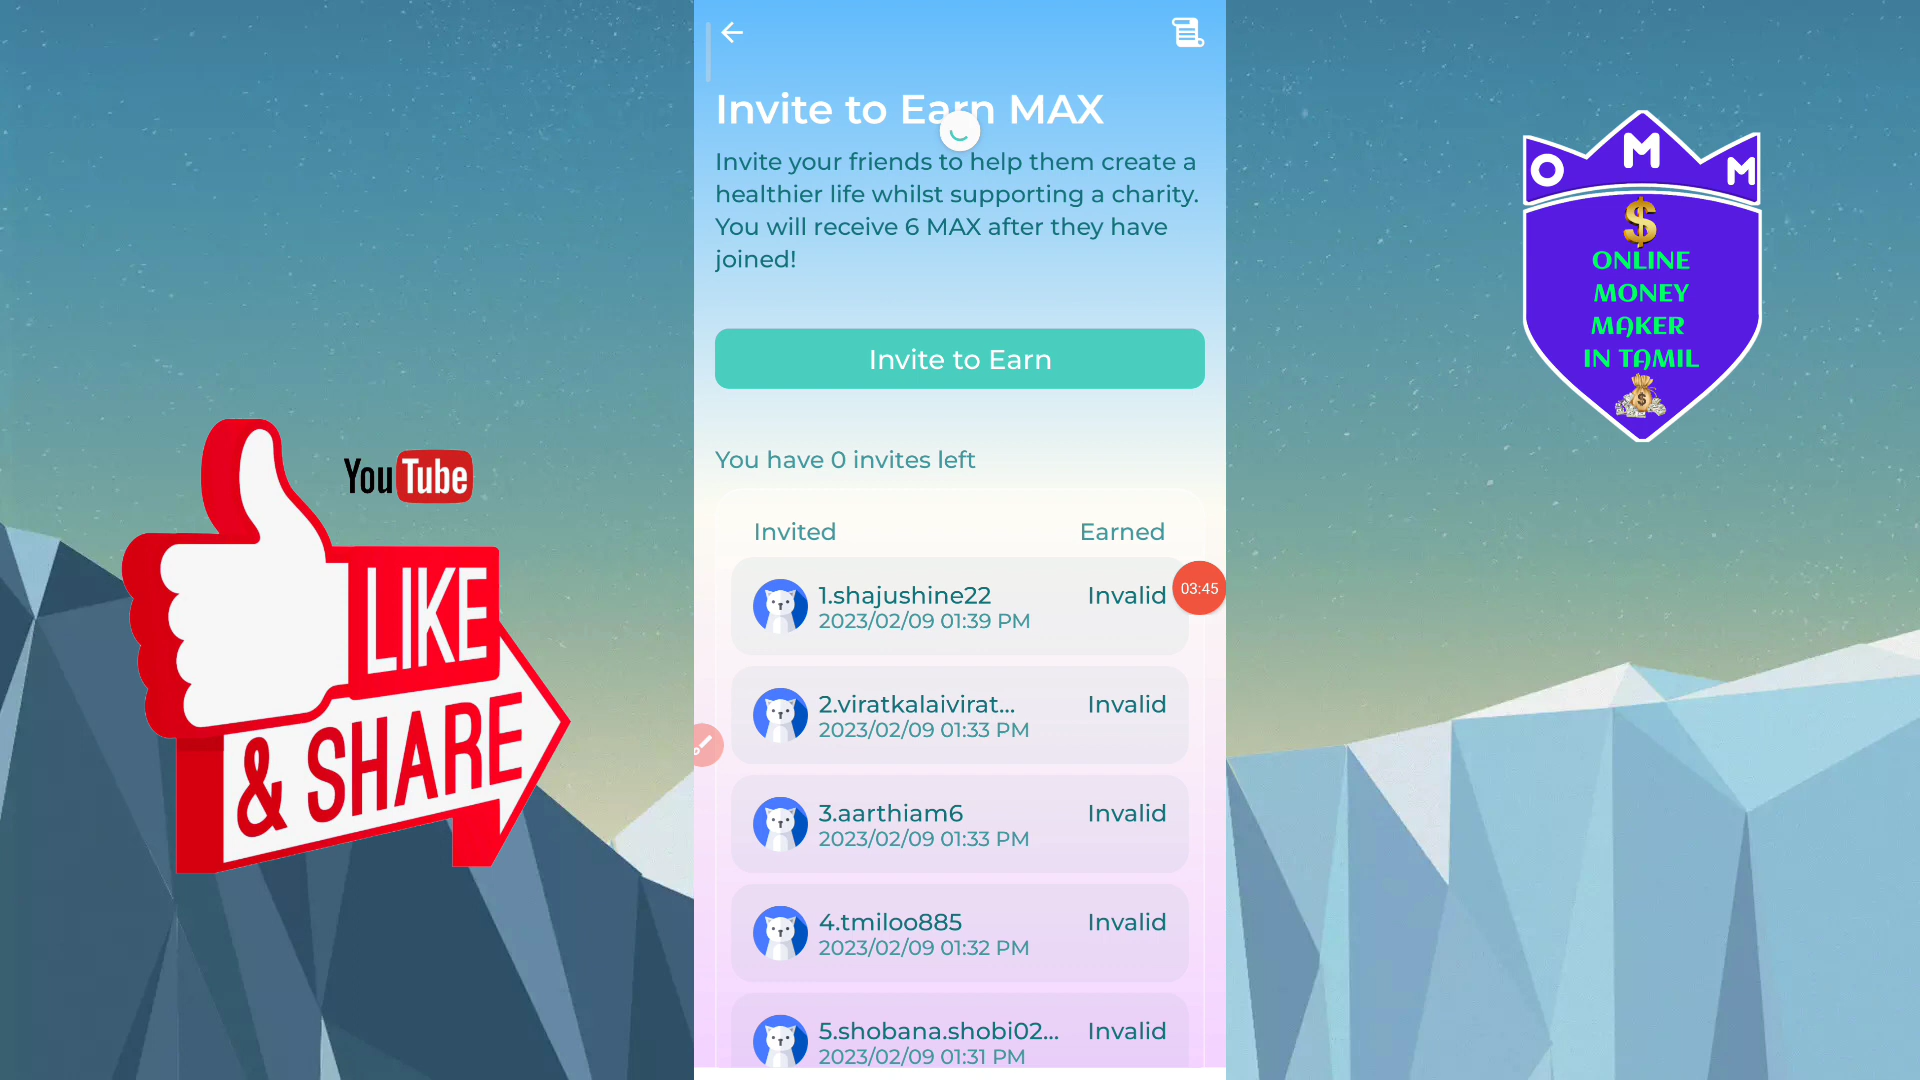 Invite to Earn MAX
Invite your friends to help them create a
healthier life whilst supporting a charity.
You will receive 6 MAX after they have
joined!
Invite to Earn
You have 0 invites left
Invited Earned
1.shajushine22 Invalid
2023/02/09 01:39 PM
03:45
2.viratkalaivirat... Invalid
2023/02/09 01:33 PM
3.aarthiam6 Invalid
2023/02/09 01:33 PM
4.tmiloo885 Invalid
2023/02/09 01:32 PM
5.shobana.shobi02... Invalid
2023/02/09 01:31 PM
YouTube
LIKE
& SHARE
O M M
$
ONLINE
MONEY
MAKER
IN TAMIL
$